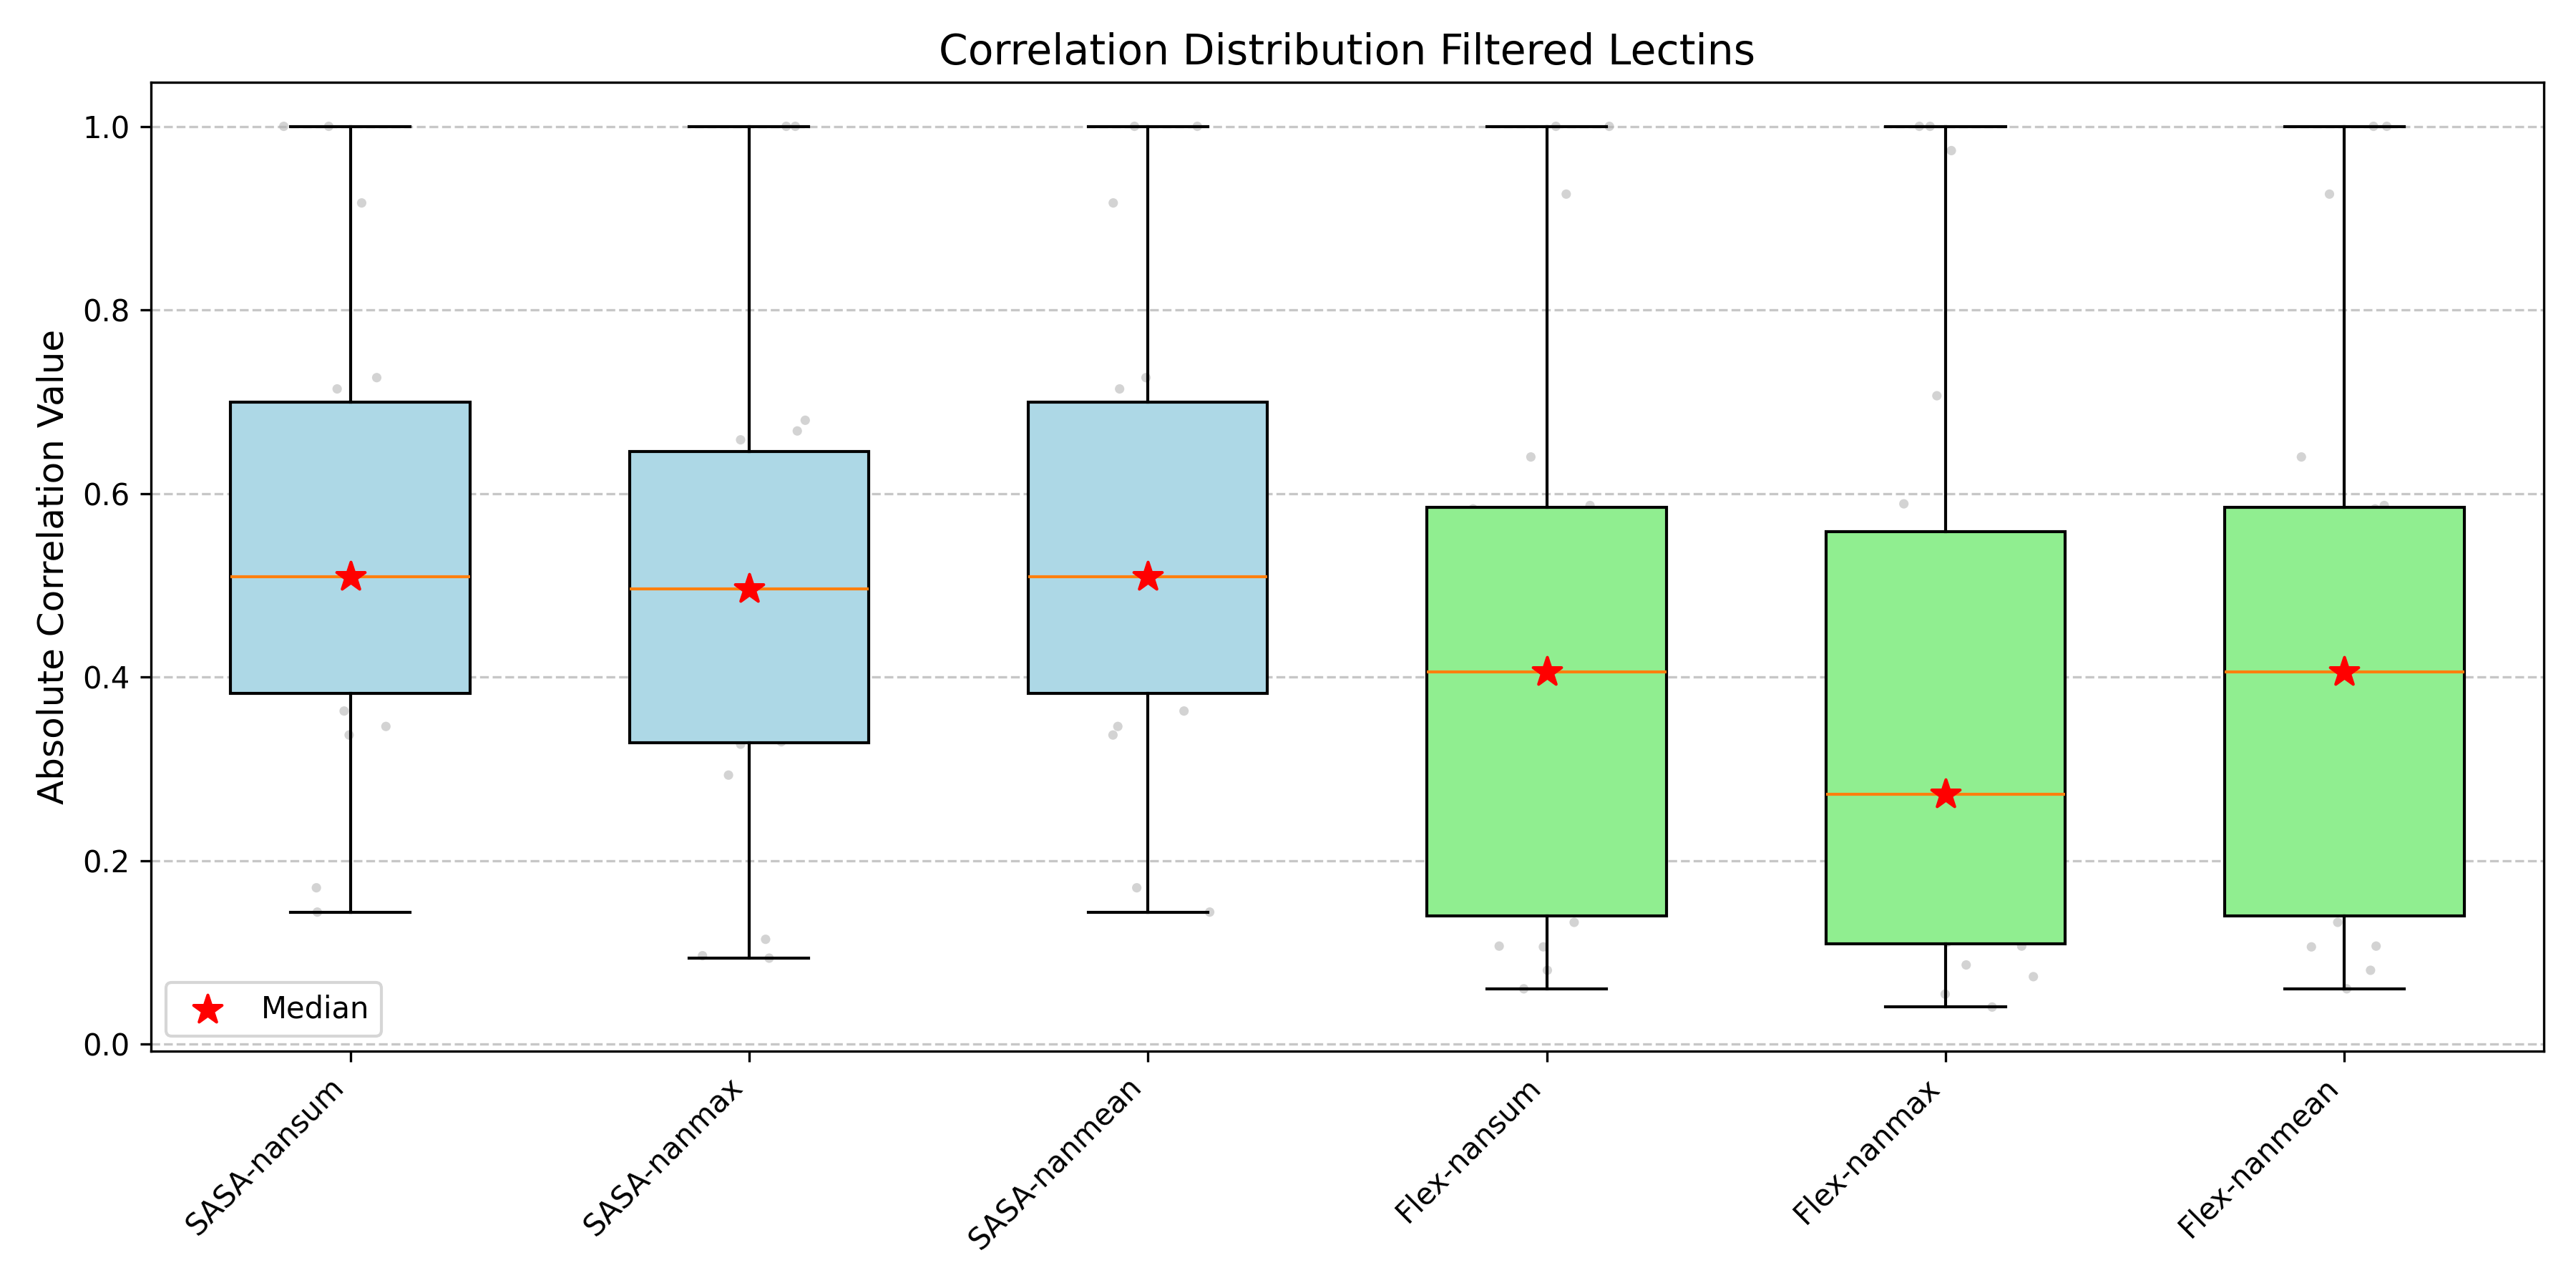 Correlation Distribution Filtered Lectins
Absolute Correlation Value
1.0
0.8
0.6
0.4
0.2
0.0
Median
SASA-nansum
SASA-nanmax
SASA-nanmean
Flex-nansum
Flex-nanmax
Flex-nanmean